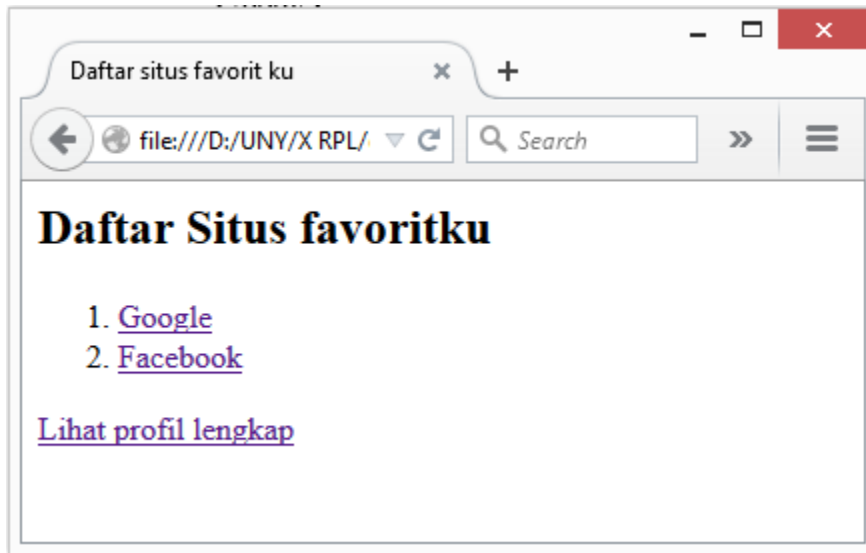 Daftar situs favorit ku
file:///D:/UNY/X RPL/
Search
Daftar Situs favoritku
1. Google
2. Facebook
Lihat profil lengkap